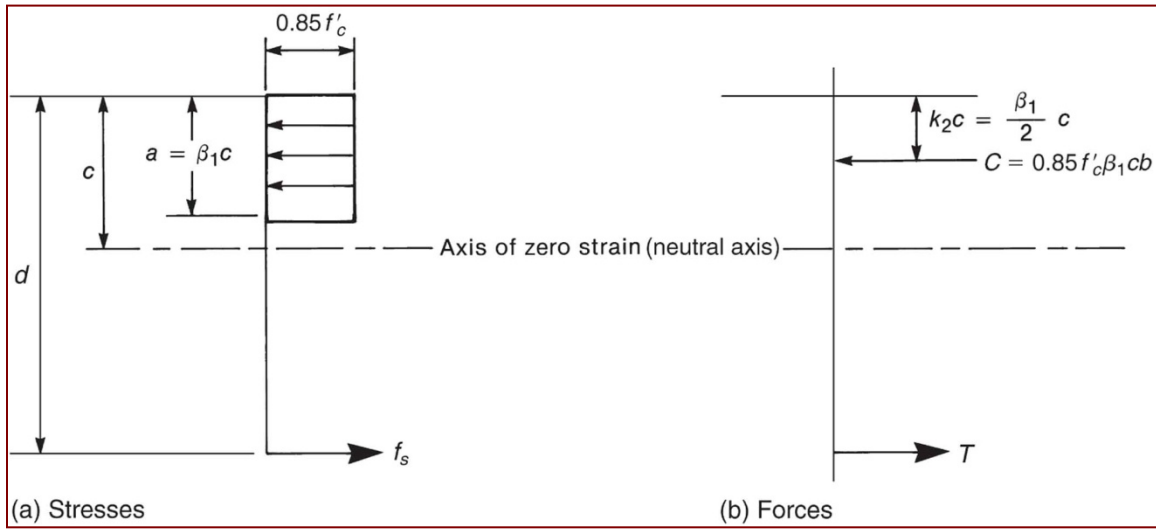 0.85f′c
a = β1c
c
d
fs
(a) Stresses
Axis of zero strain (neutral axis)
k2c = β1/2 c
C = 0.85f′cβ1cb
T
(b) Forces